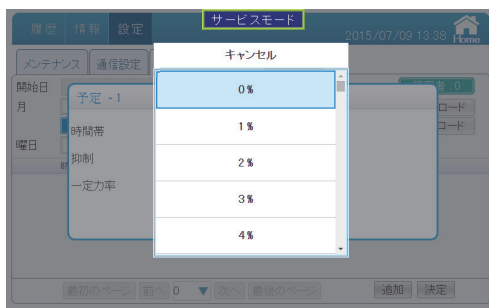 サービスモード
履歴 情報 設定
2015/07/09 13:38 Home
メンテナンス 通信設定
キャンセル
開始日
0
月
予定 - 1
0 %
ロード
時間帯
1 %
ロード
曜日
抑制
2 %
一定力率
3 %
4 %
最初のページ 前へ 0 ▼ 次へ 最後のページ 追加 決定